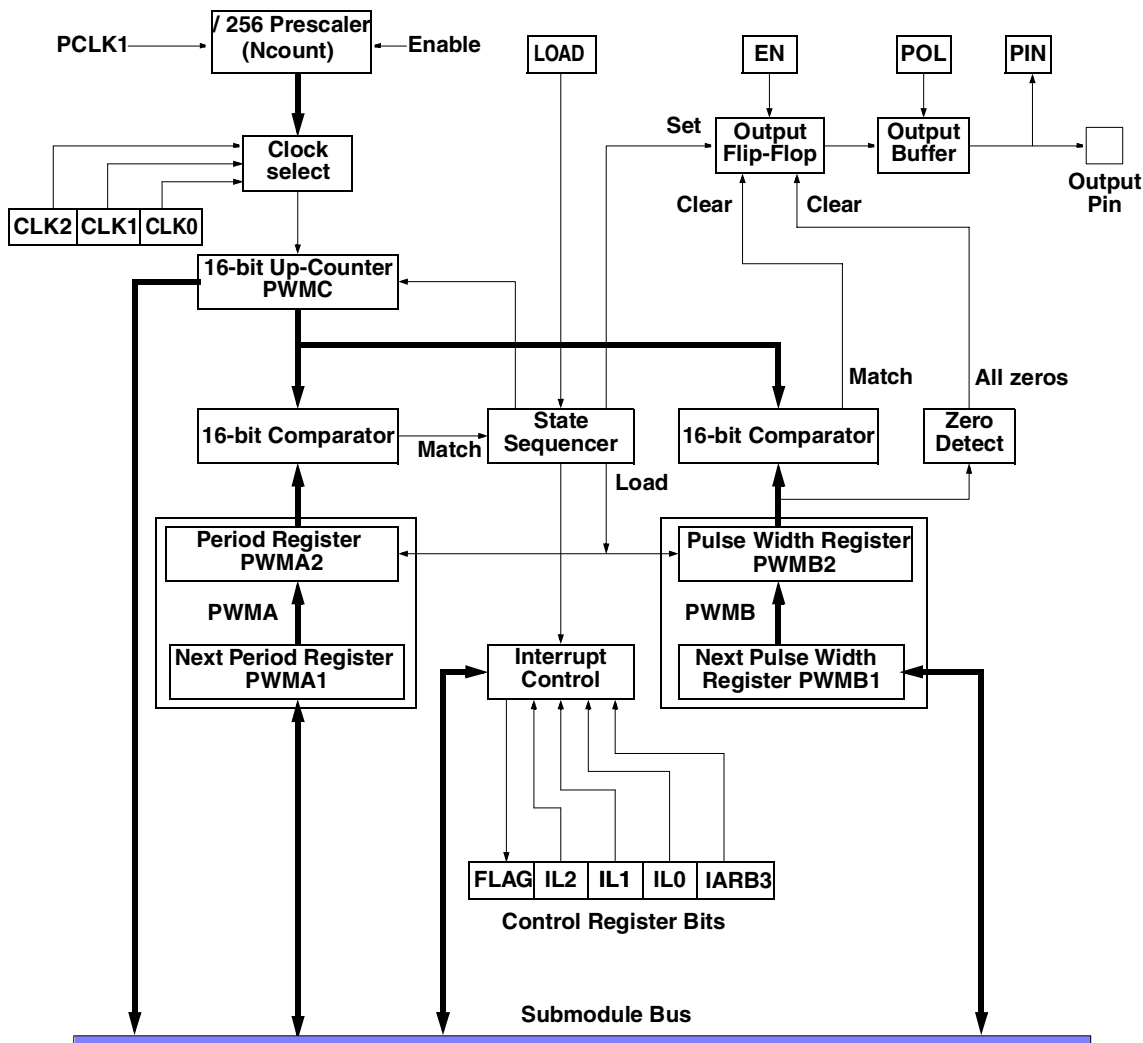 / 256 Prescaler
(Ncount)
PCLK1
Enable
LOAD
EN
POL
PIN
Set
Output
Flip-Flop
Output
Buffer
Clock
select
Output
Pin
Clear
Clear
CLK2
CLK1
CLK0
16-bit Up-Counter
PWMC
Match
All zeros
16-bit Comparator
Match
State
Sequencer
16-bit Comparator
Zero
Detect
Load
Period Register
PWMA2
Pulse Width Register
PWMB2
PWMA
PWMB
Next Period Register
PWMA1
Interrupt
Control
Next Pulse Width
Register PWMB1
FLAG
IL2
IL1
IL0
IARB3
Control Register Bits
Submodule Bus